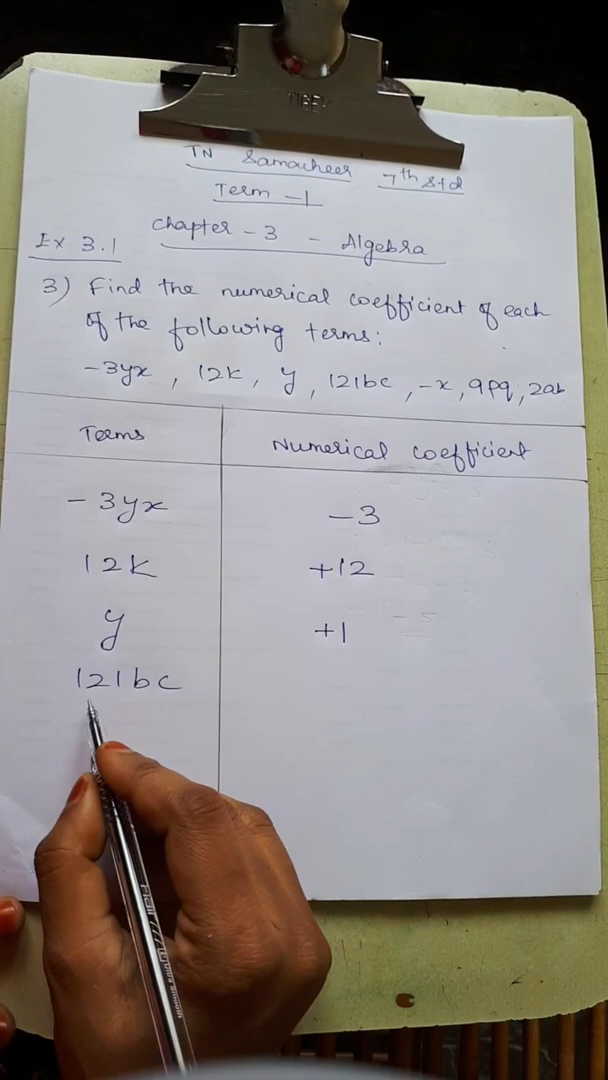 TN Samacheer 7th Std
Term - 1
Chapter - 3 - Algebra
Ex 3.1
3) Find the numerical coefficient of each
of the following terms:
-3yx, 12k, y, 121bc, -x, 9pq, 2ab
Terms Numerical coefficient
-3yx -3
12k +12
y +1
121bc